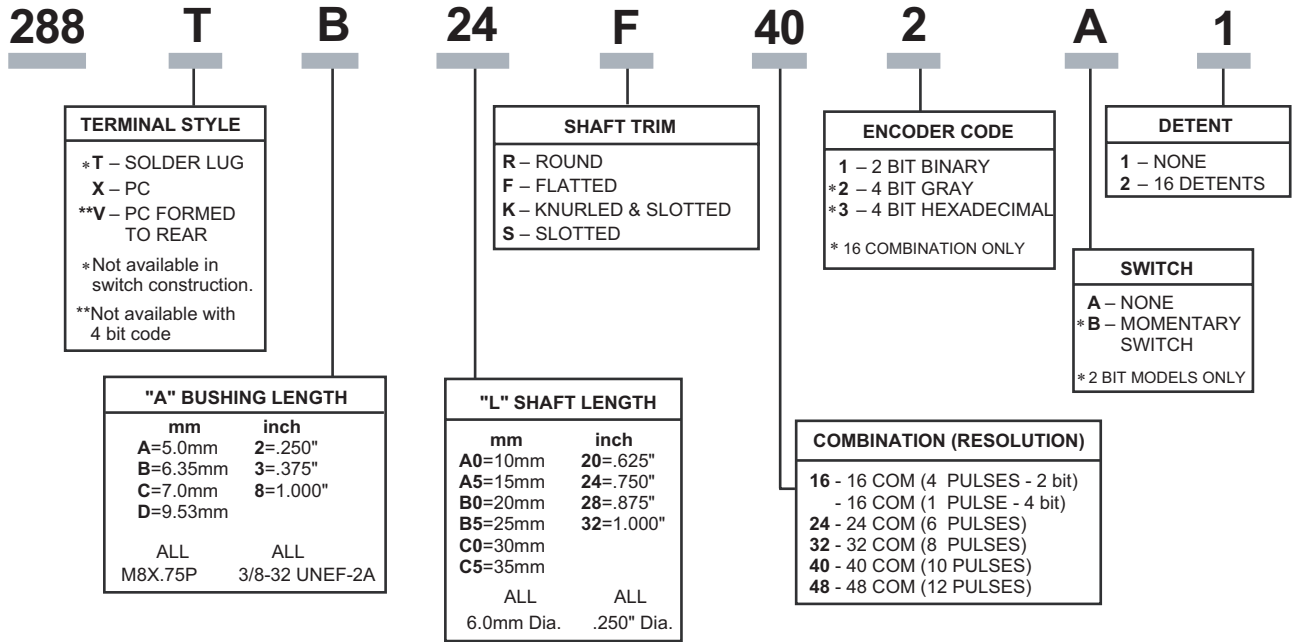 288 T B 24 F 40 2 A 1
TERMINAL STYLE
*T – SOLDER LUG
X – PC
**V – PC FORMED
TO REAR
*Not available in
switch construction.
**Not available with
4 bit code
SHAFT TRIM
R – ROUND
F – FLATTED
K – KNURLED & SLOTTED
S – SLOTTED
ENCODER CODE
1 – 2 BIT BINARY
*2 – 4 BIT GRAY
*3 – 4 BIT HEXADECIMAL
* 16 COMBINATION ONLY
DETENT
1 – NONE
2 – 16 DETENTS
SWITCH
A – NONE
*B – MOMENTARY
SWITCH
* 2 BIT MODELS ONLY
"A" BUSHING LENGTH
mm inch
A=5.0mm 2=.250"
B=6.35mm 3=.375"
C=7.0mm 8=1.000"
D=9.53mm
ALL ALL
M8X.75P 3/8-32 UNEF-2A
"L" SHAFT LENGTH
mm inch
A0=10mm 20=.625"
A5=15mm 24=.750"
B0=20mm 28=.875"
B5=25mm 32=1.000"
C0=30mm
C5=35mm
ALL ALL
6.0mm Dia. .250" Dia.
COMBINATION (RESOLUTION)
16 - 16 COM (4 PULSES - 2 bit)
- 16 COM (1 PULSE - 4 bit)
24 - 24 COM (6 PULSES)
32 - 32 COM (8 PULSES)
40 - 40 COM (10 PULSES)
48 - 48 COM (12 PULSES)